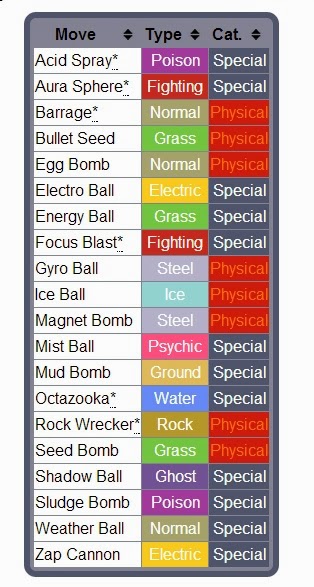 Move Type Cat.
Acid Spray* Poison Special
Aura Sphere* Fighting Special
Barrage* Normal Physical
Bullet Seed Grass Physical
Egg Bomb Normal Physical
Electro Ball Electric Special
Energy Ball Grass Special
Focus Blast* Fighting Special
Gyro Ball Steel Physical
Ice Ball Ice Physical
Magnet Bomb Steel Physical
Mist Ball Psychic Special
Mud Bomb Ground Special
Octazooka* Water Special
Rock Wrecker* Rock Physical
Seed Bomb Grass Physical
Shadow Ball Ghost Special
Sludge Bomb Poison Special
Weather Ball Normal Special
Zap Cannon Electric Special